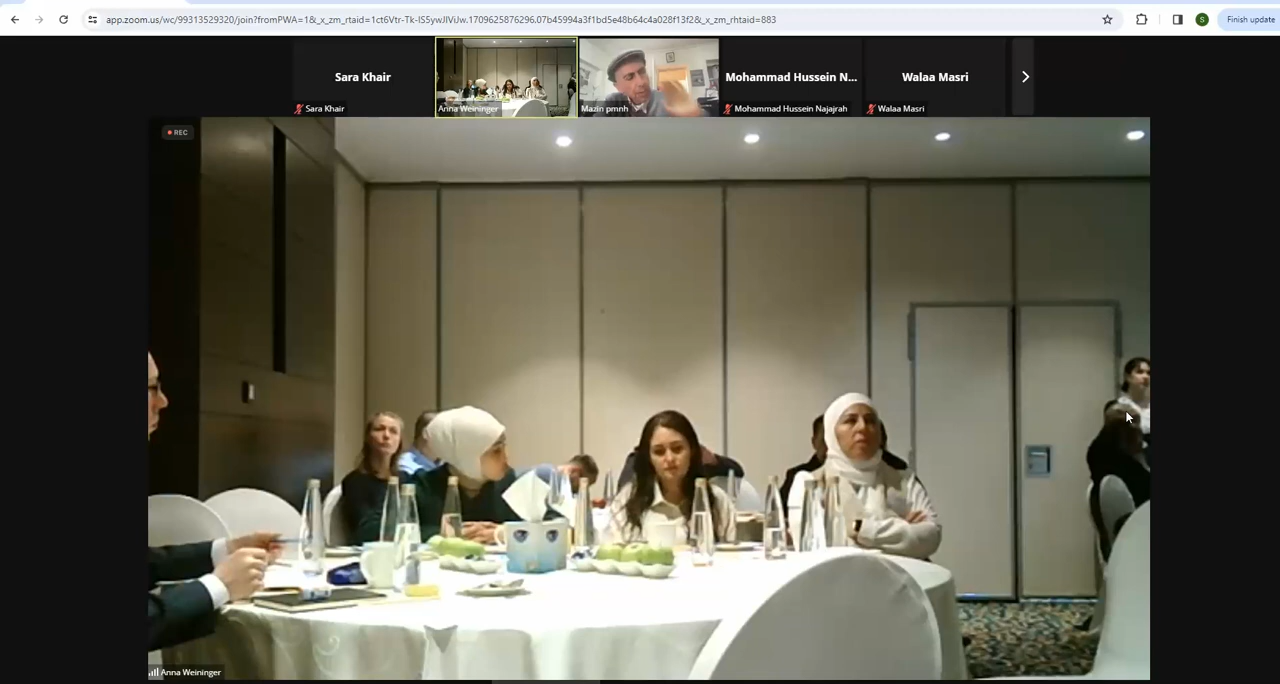 app.zoom.us/wc/99313529320/join?fromPWA=1&_x_zm_rtaid=1ct6Vtr-Tk-IS5ywJIViJw.1709625876296.07b45994a3f1bd5e48b64c4a028f13f2&_x_zm_rhtaid=883
S
Finish update
Sara Khair
Mohammad Hussein N...
Walaa Masri
Sara Khair
Anna Weininger
Mazin pmnh
Mohammad Hussein Najajrah
Walaa Masri
REC
Anna Weininger